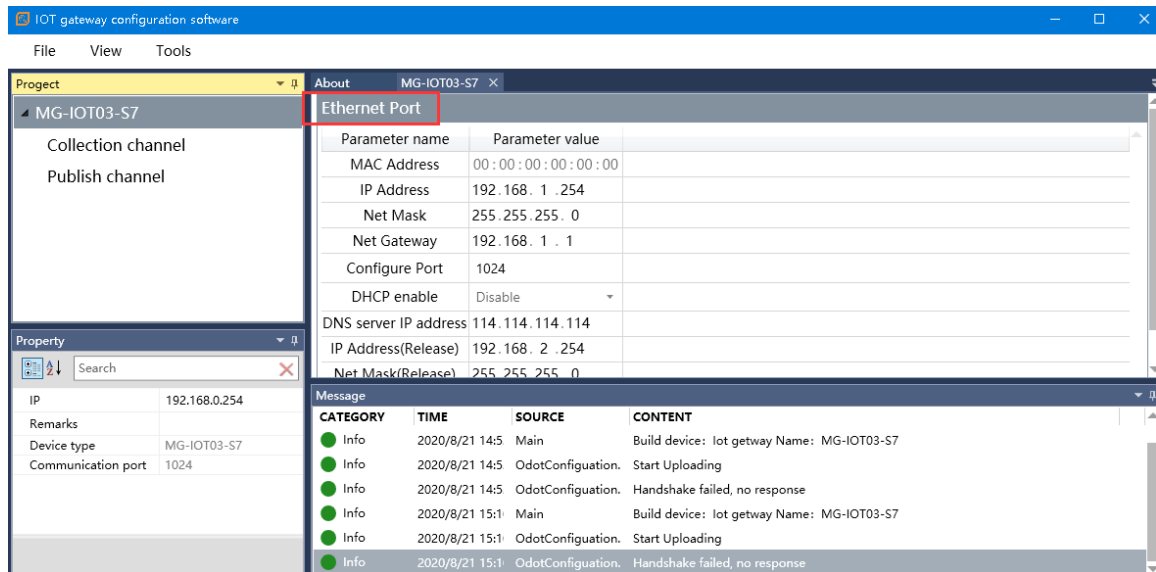 IOT gateway configuration software
File View Tools
Progect
MG-IOT03-S7
Collection channel
Publish channel
Property
Search
IP 192.168.0.254
Remarks
Device type MG-IOT03-S7
Communication port 1024
About MG-IOT03-S7
Ethernet Port
Parameter name Parameter value
MAC Address 00:00:00:00:00:00
IP Address 192.168. 1 .254
Net Mask 255.255.255. 0
Net Gateway 192.168. 1 . 1
Configure Port 1024
DHCP enable Disable
DNS server IP address 114.114.114.114
IP Address(Release) 192.168. 2 .254
Net Mask(Release) 255 255 255 0
Message
CATEGORY TIME SOURCE CONTENT
Info 2020/8/21 14:5 Main Build device: Iot getway Name: MG-IOT03-S7
Info 2020/8/21 14:5 OdotConfiguation. Start Uploading
Info 2020/8/21 14:5 OdotConfiguation. Handshake failed, no response
Info 2020/8/21 15:1 Main Build device: Iot getway Name: MG-IOT03-S7
Info 2020/8/21 15:1 OdotConfiguation. Start Uploading
Info 2020/8/21 15:1 OdotConfiguation. Handshake failed, no response